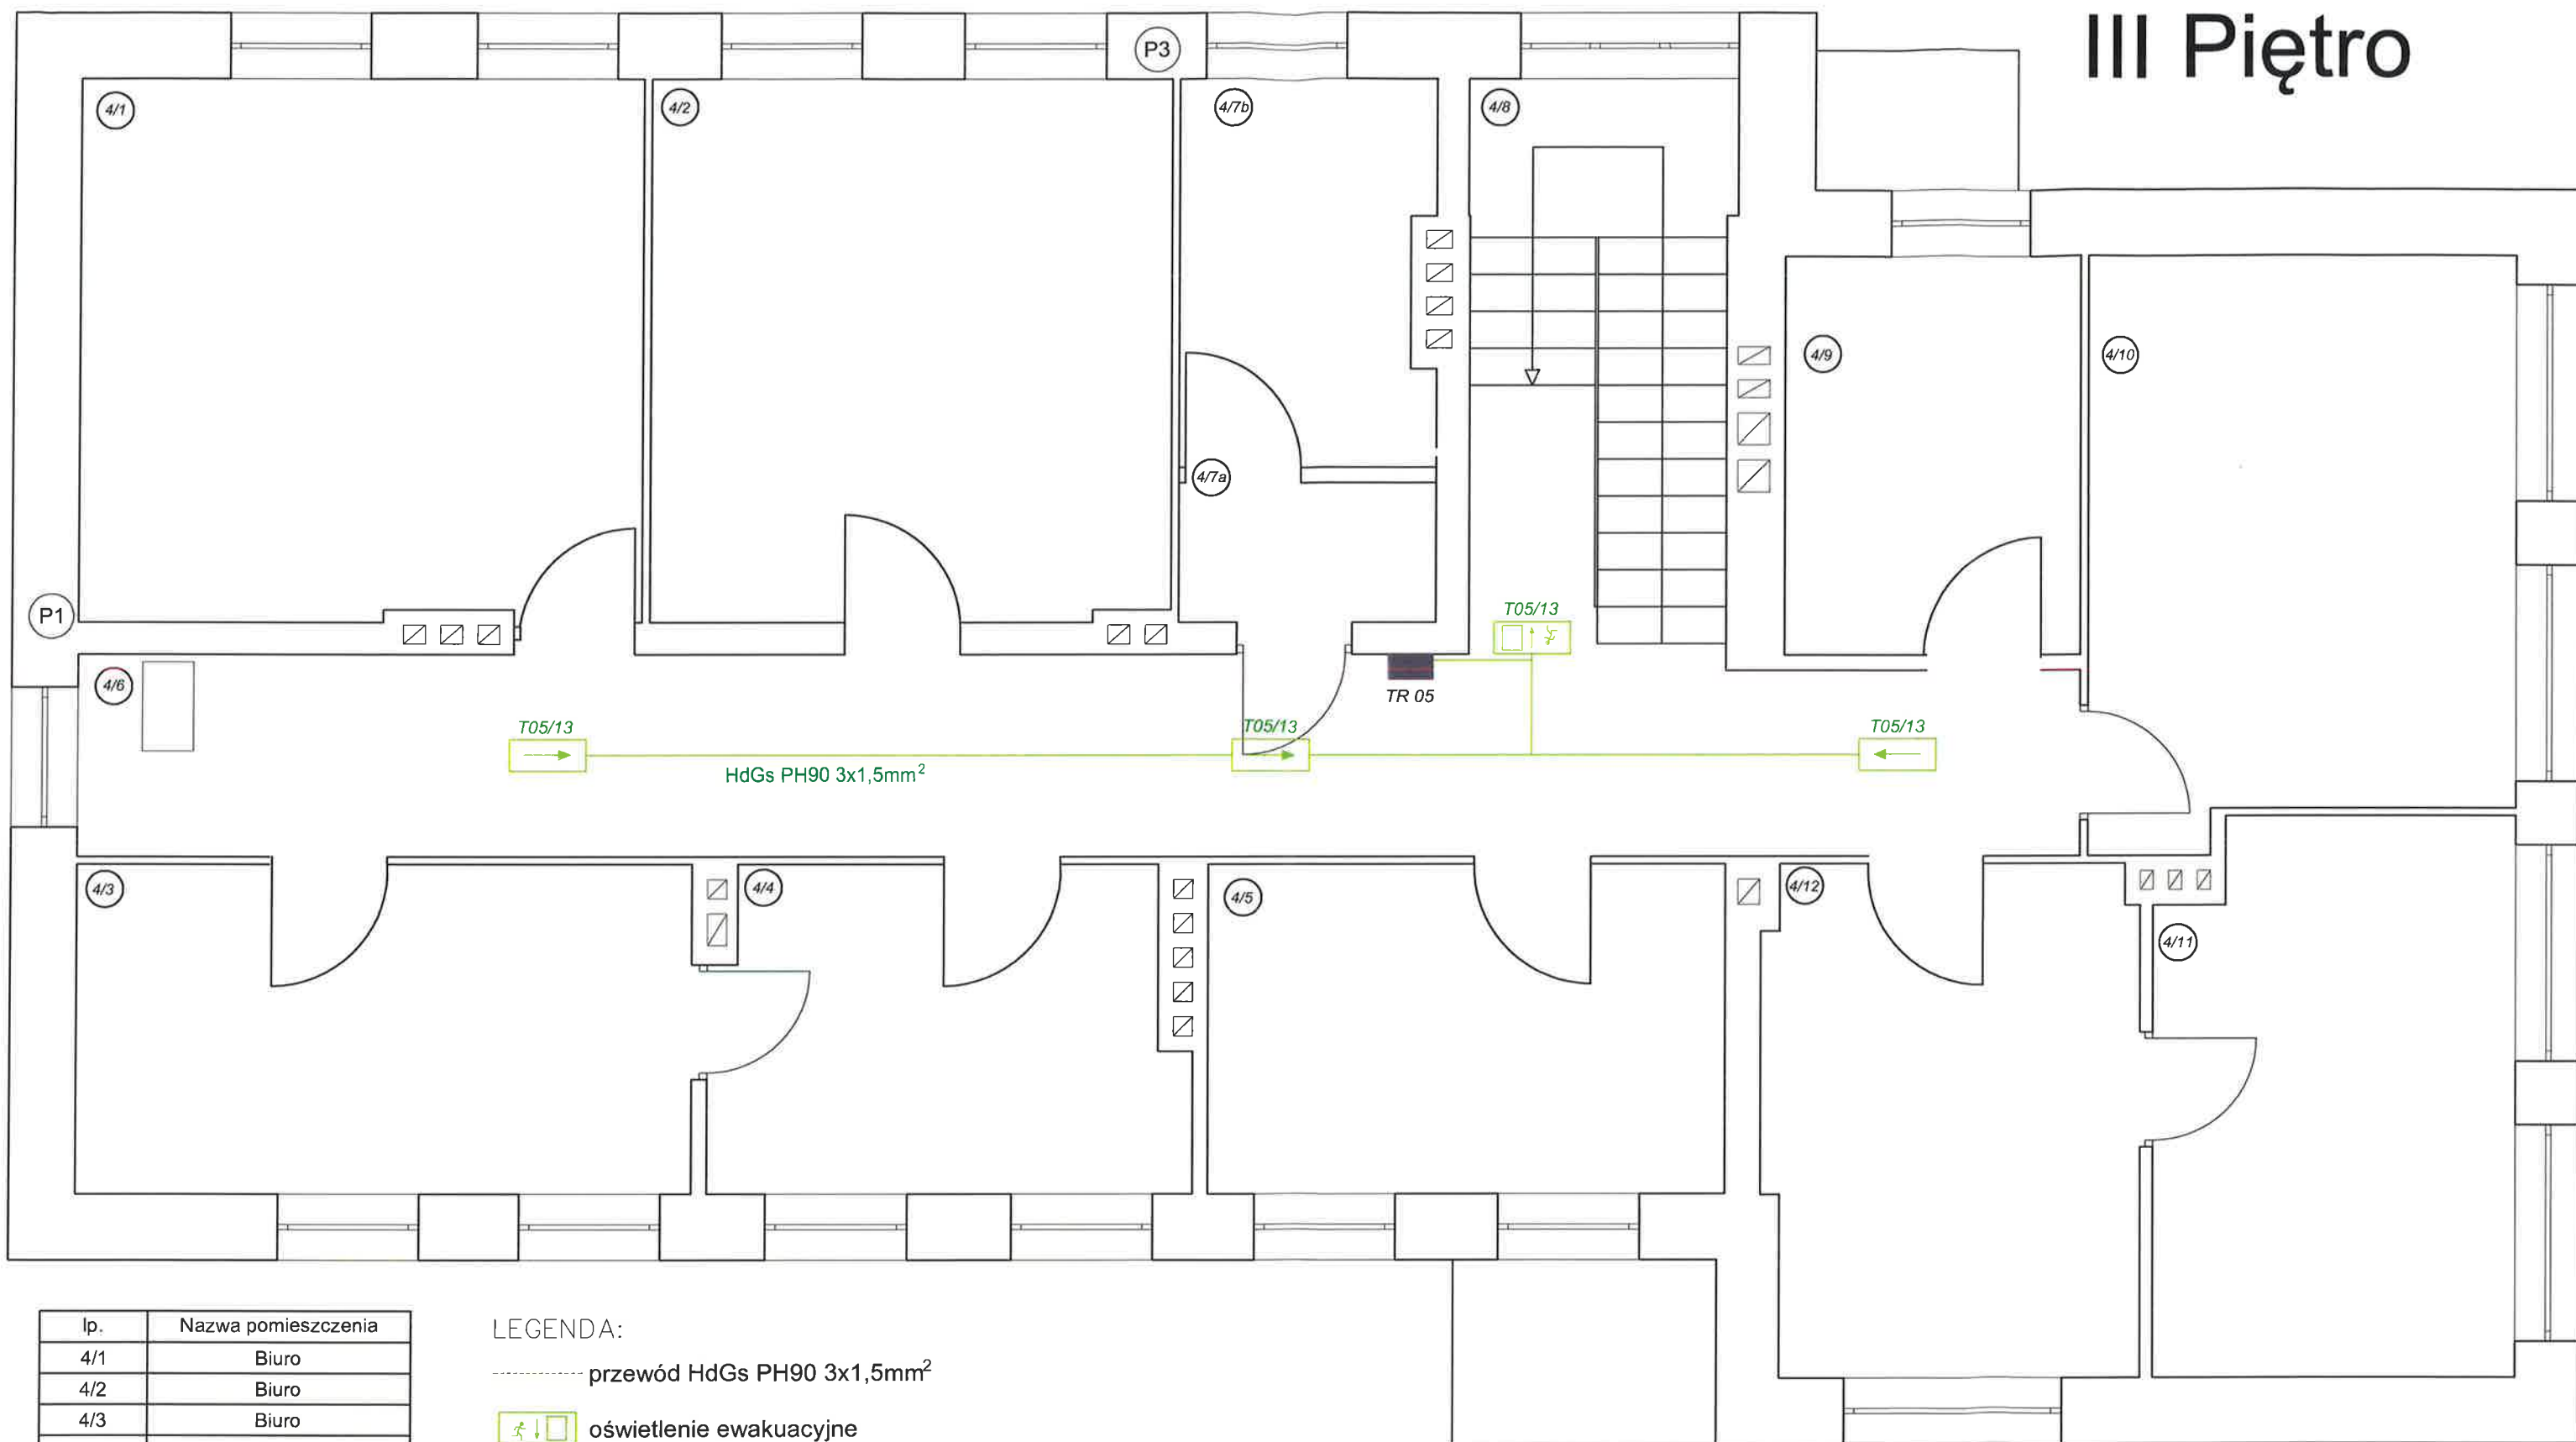 III Piętro
P3
4/1
4/2
4/7b
4/8
4/9
4/10
4/7a
P1
T05/13
4/6
TR 05
T05/13
T05/13
T05/13
HdGs PH90 3x1,5mm²
4/3
4/4
4/5
4/12
4/11
lp. Nazwa pomieszczenia
4/1 Biuro
4/2 Biuro
4/3 Biuro
LEGENDA:
przewód HdGs PH90 3x1,5mm²
oświetlenie ewakuacyjne